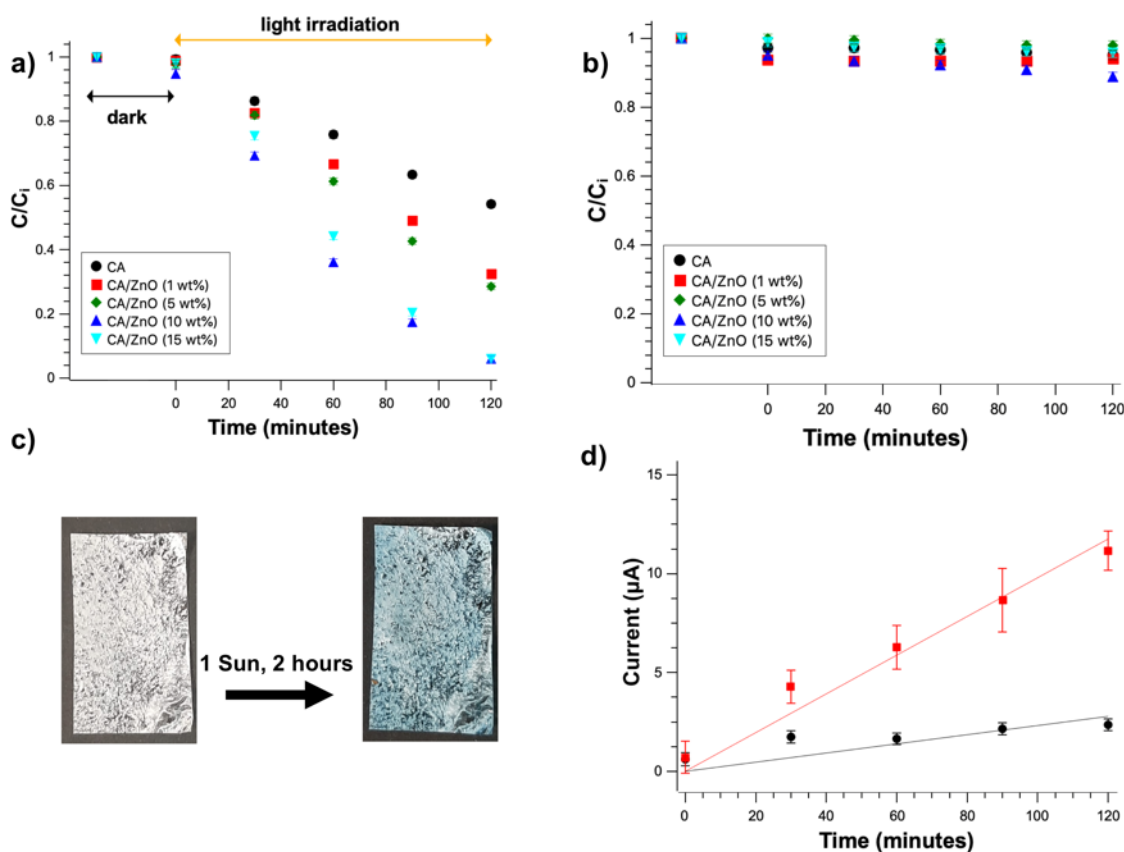 a)
light irradiation
dark
C/Ci
1
0.8
0.6
0.4
0.2
0
CA
CA/ZnO (1 wt%)
CA/ZnO (5 wt%)
CA/ZnO (10 wt%)
CA/ZnO (15 wt%)
0 20 40 60 80 100 120
Time (minutes)
b)
C/Ci
1
0.8
0.6
0.4
0.2
0
CA
CA/ZnO (1 wt%)
CA/ZnO (5 wt%)
CA/ZnO (10 wt%)
CA/ZnO (15 wt%)
0 20 40 60 80 100 120
Time (minutes)
c)
1 Sun, 2 hours
d)
Current (µA)
15
10
5
0
0 20 40 60 80 100 120
Time (minutes)